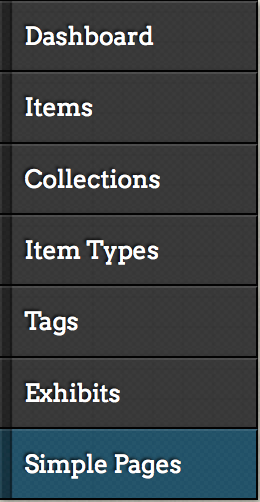 Dashboard
Items
Collections
Item Types
Tags
Exhibits
Simple Pages